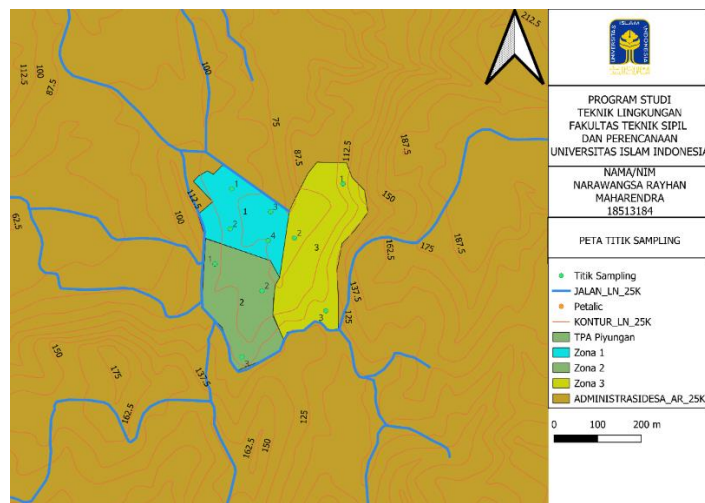 212.5
112.5
100
87.5
100
75
87.5
112.5
187.5
150
112.5
100
62.5
1
1
3
2
4
1
2
3
1
2
2
3
3
162.5
175
187.5
137.5
125
150
175
162.5
137.5
125
162.5
150
ISLAM
UNIVERSITAS
INDONESIA
PROGRAM STUDI
TEKNIK LINGKUNGAN
FAKULTAS TEKNIK SIPIL
DAN PERENCANAAN
UNIVERSITAS ISLAM INDONESIA
NAMA/NIM
NARAWANGSA RAYHAN
MAHARENDRA
18513184
PETA TITIK SAMPLING
Titik Sampling
JALAN_LN_25K
Petalic
KONTUR_LN_25K
TPA Piyungan
Zona 1
Zona 2
Zona 3
ADMINISTRASIDESA_AR_25K
0 100 200 m